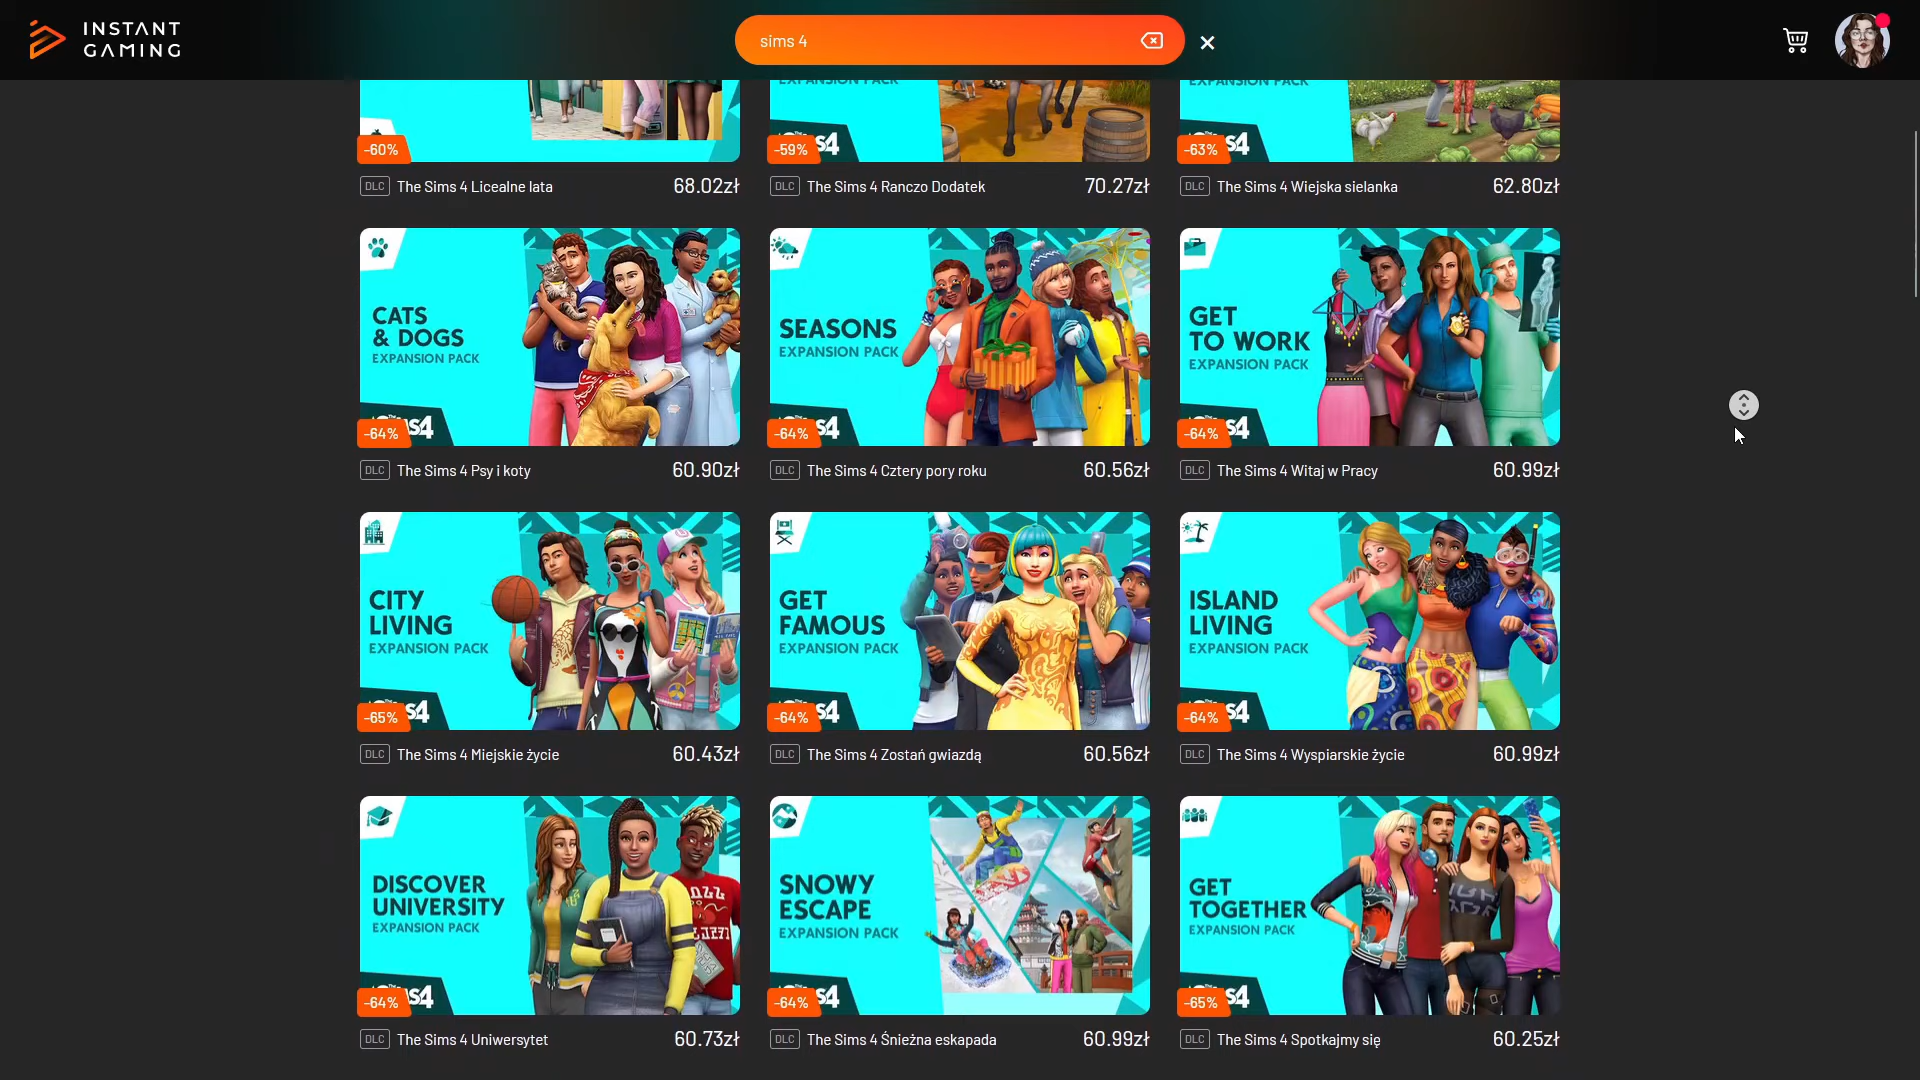 INSTANT
GAMING
sims 4
EXPANSION PACK
EXPANSION PACK
-60%
-59%
-63%
DLC The Sims 4 Licealne lata 68.02zł
DLC The Sims 4 Ranczo Dodatek 70.27zł
DLC The Sims 4 Wiejska sielanka 62.80zł
CATS
& DOGS
EXPANSION PACK
-64%
SEASONS
EXPANSION PACK
-64%
GET
TO WORK
EXPANSION PACK
-64%
DLC The Sims 4 Psy i koty 60.90zł
DLC The Sims 4 Cztery pory roku 60.56zł
DLC The Sims 4 Witaj w Pracy 60.99zł
CITY
LIVING
EXPANSION PACK
-65%
GET
FAMOUS
EXPANSION PACK
-64%
ISLAND
LIVING
EXPANSION PACK
-64%
DLC The Sims 4 Miejskie życie 60.43zł
DLC The Sims 4 Zostań gwiazdą 60.56zł
DLC The Sims 4 Wyspiarskie życie 60.99zł
DISCOVER
UNIVERSITY
EXPANSION PACK
-64%
SNOWY
ESCAPE
EXPANSION PACK
-64%
GET
TOGETHER
EXPANSION PACK
-65%
DLC The Sims 4 Uniwersytet 60.73zł
DLC The Sims 4 Śnieżna eskapada 60.99zł
DLC The Sims 4 Spotkajmy się 60.25zł